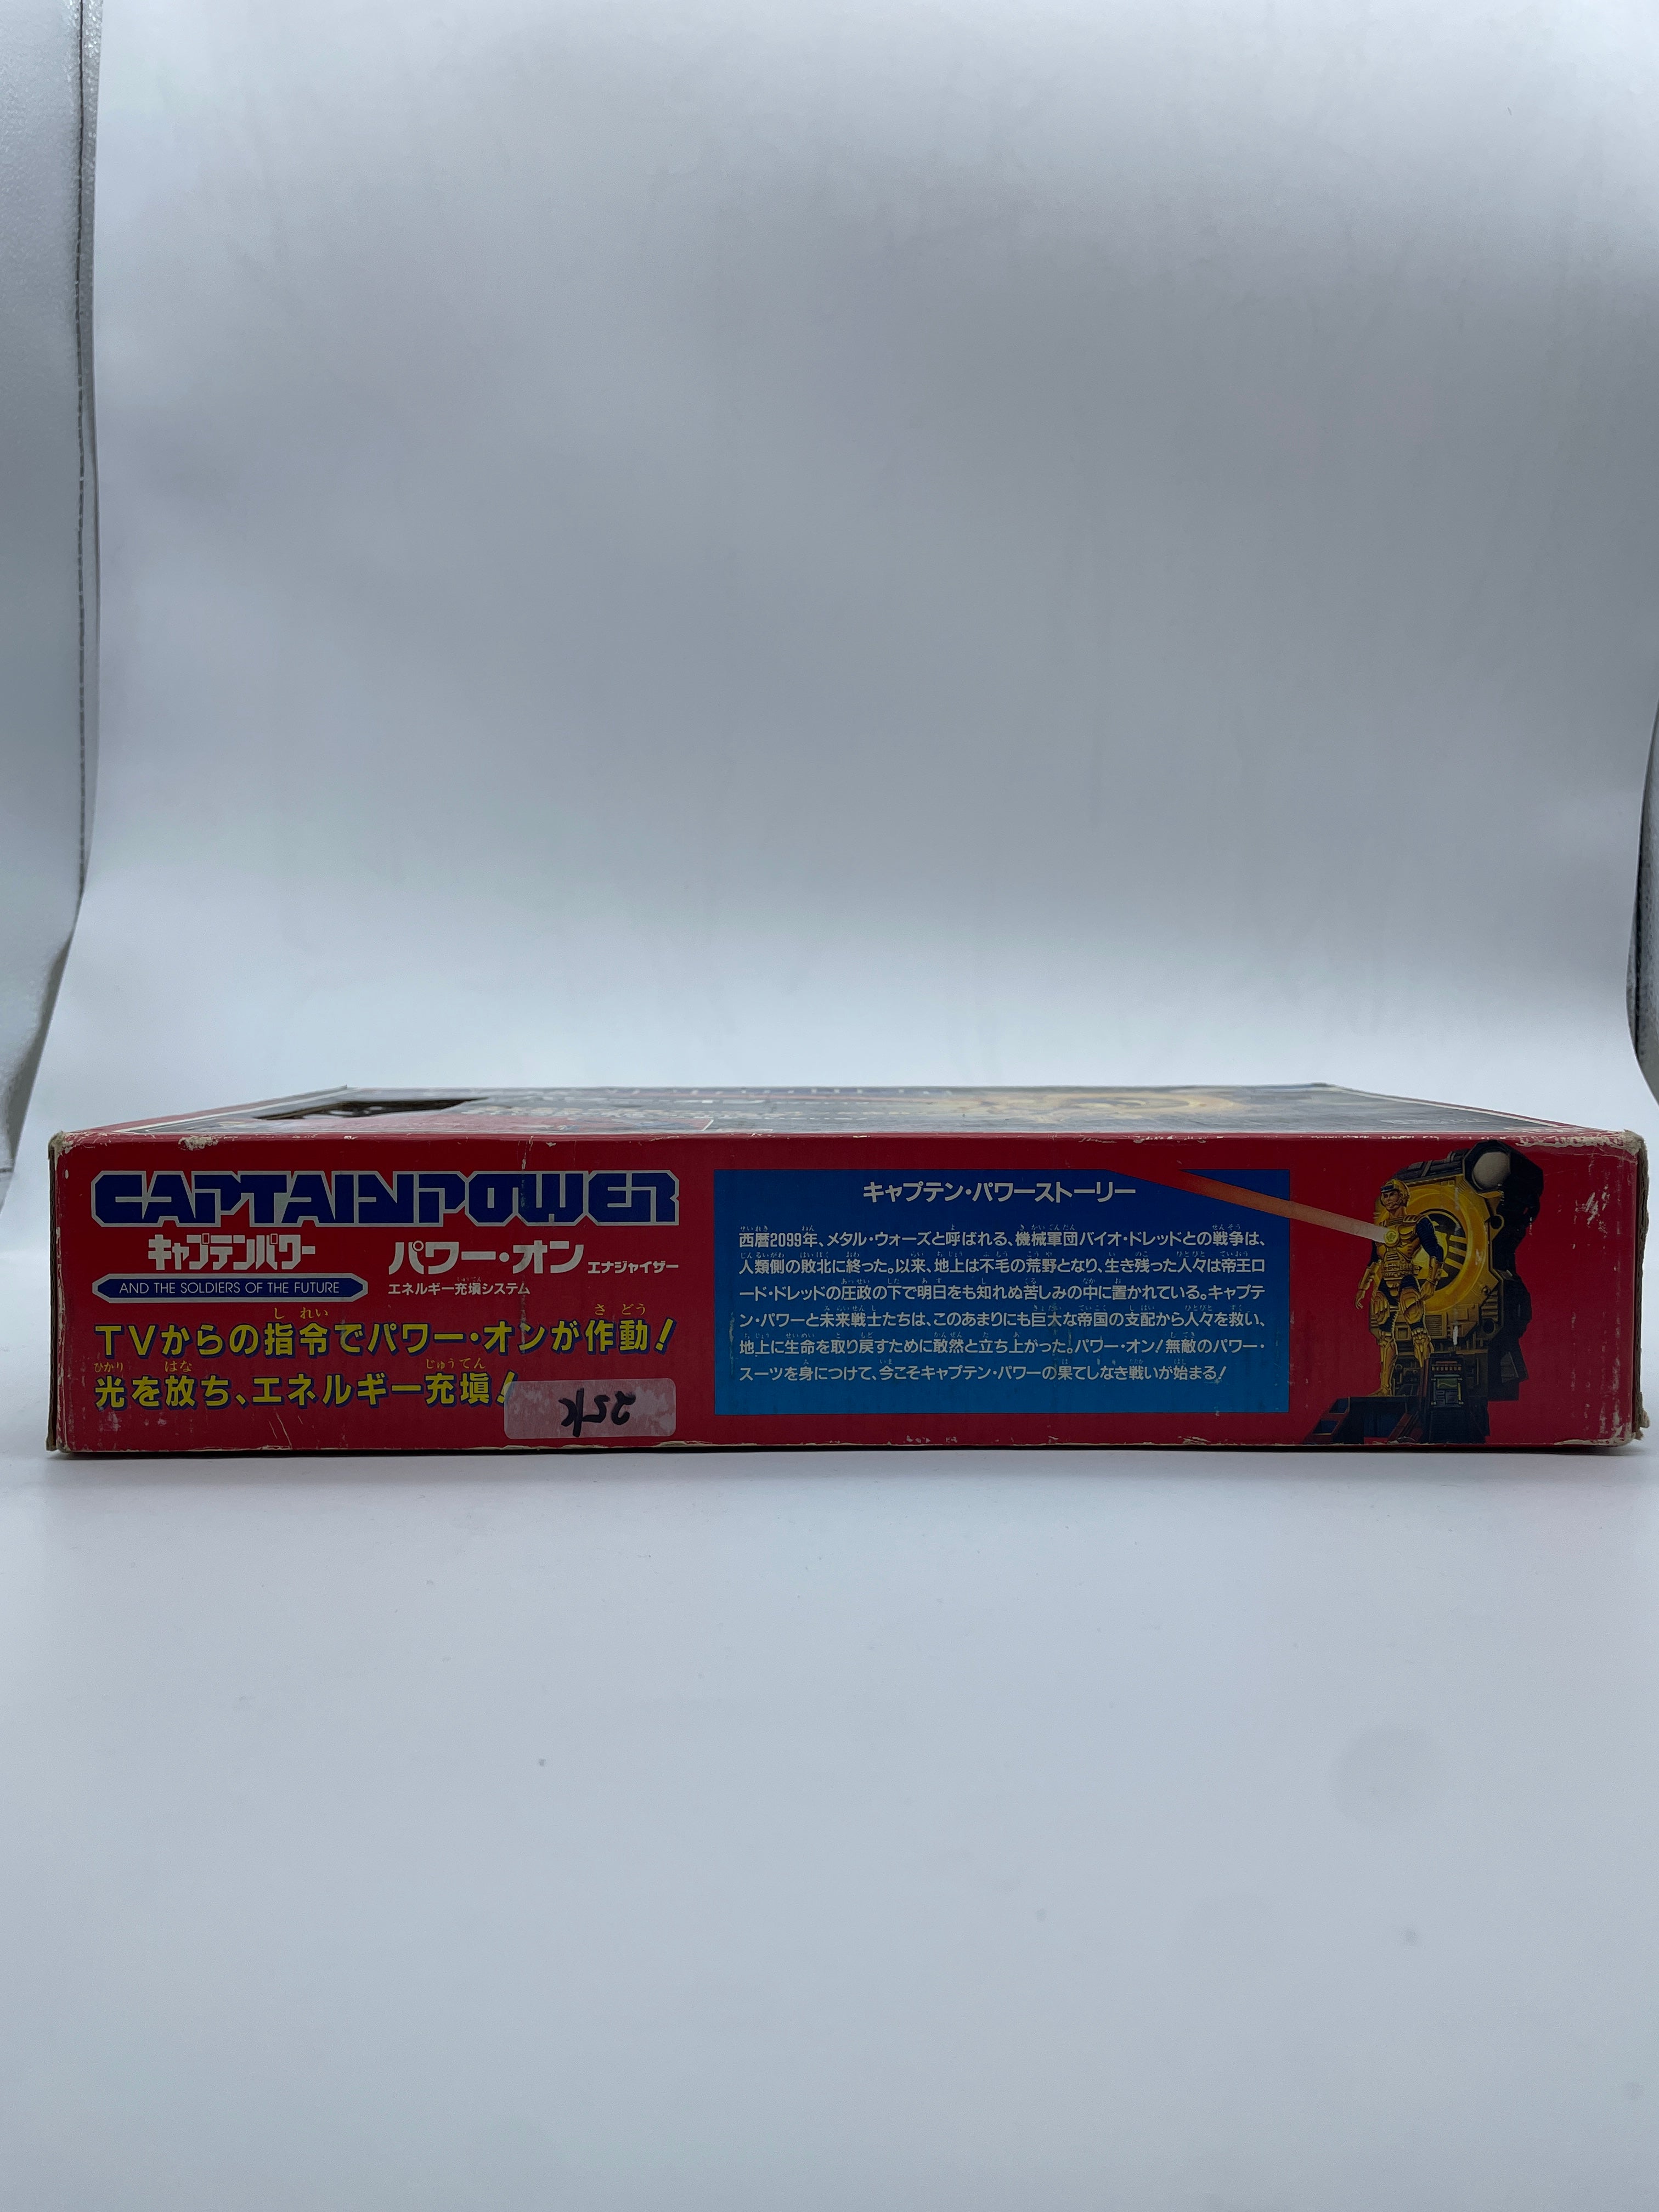 CAPTAIN POWER
キャプテンパワー
AND THE SOLDIERS OF THE FUTURE
パワー・オン エナジャイザー
エネルギー充塡システム
TVからの指令でパワー・オンが作動!
光を放ち、エネルギー充塡!
25K
キャプテン・パワーストーリー
西暦2099年、メタル・ウォーズと呼ばれる、機械軍団バイオ・ドレッドとの戦争は、
人類側の敗北に終った。以来、地上は不毛の荒野となり、生き残った人々は帝王ロ
ード・ドレッドの圧政の下で明日をも知れぬ苦しみの中に置かれている。キャプテ
ン・パワーと未来戦士たちは、このあまりにも巨大な帝国の支配から人々を救い、
地上に生命を取り戻すために敢然と立ち上がった。パワー・オン!無敵のパワー・
スーツを身につけて、今こそキャプテン・パワーの果てしなき戦いが始まる!